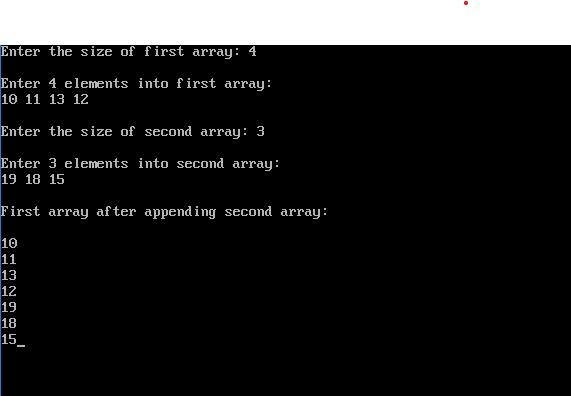 Enter the size of first array: 4
Enter 4 elements into first array:
10 11 13 12
Enter the size of second array: 3
Enter 3 elements into second array:
19 18 15
First array after appending second array:
10
11
13
12
19
18
15_